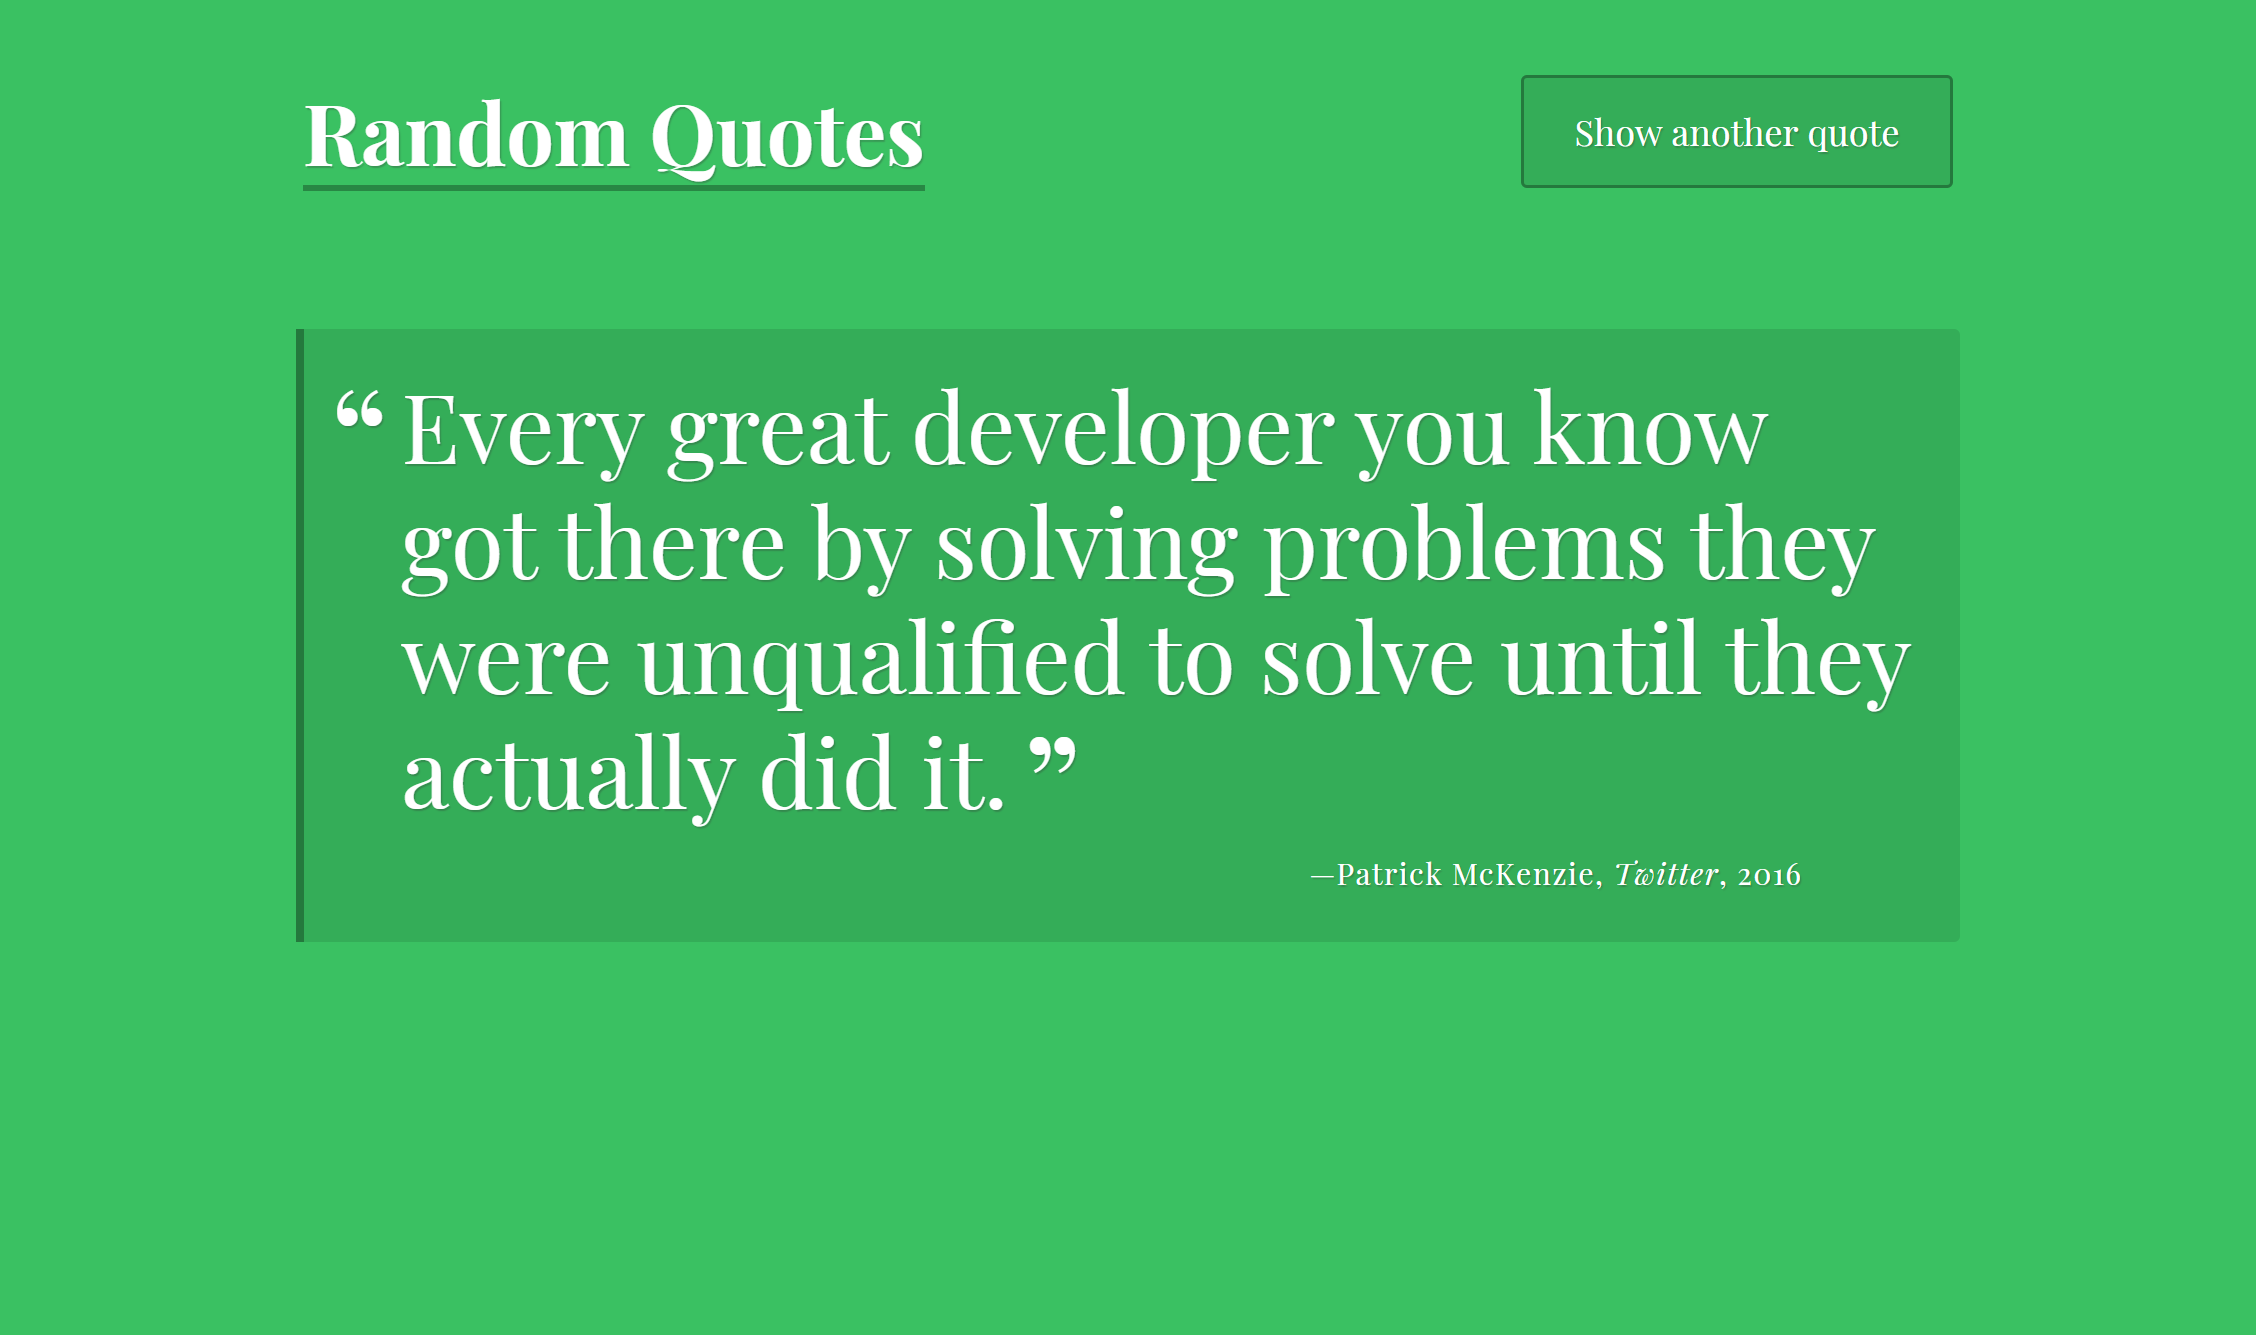 Random Quotes
Show another quote
“Every great developer you know
got there by solving problems they
were unqualified to solve until they
actually did it.”
—Patrick McKenzie, Twitter, 2016